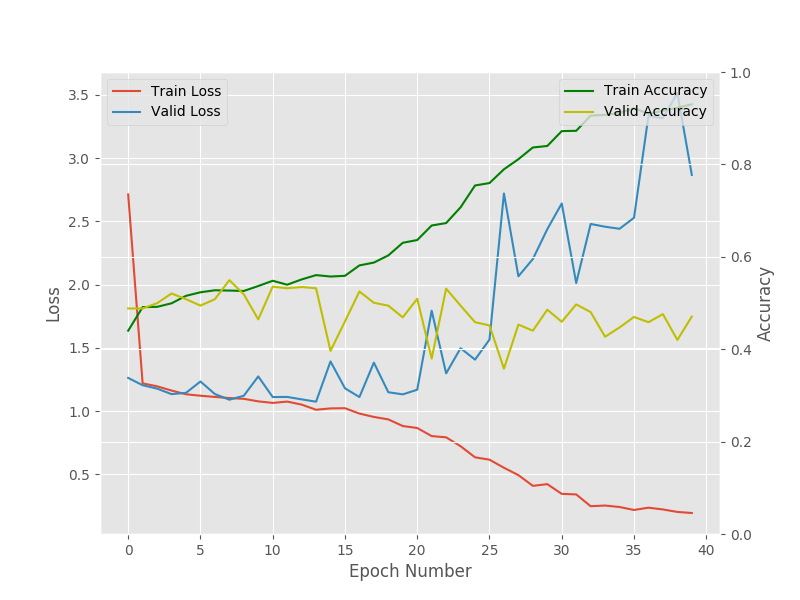 Train Loss
Valid Loss
Train Accuracy
Valid Accuracy
3.5
3.0
2.5
2.0
1.5
1.0
0.5
Loss
1.0
0.8
0.6
0.4
0.2
0.0
Accuracy
0 5 10 15 20 25 30 35 40
Epoch Number